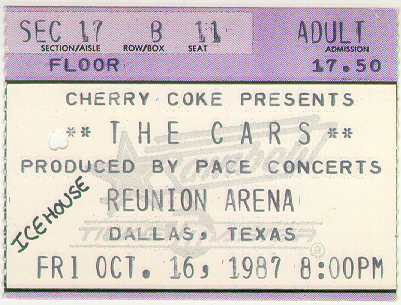 SEC 17 B 11 ADULT
SECTION/AISLE ROW/BOX SEAT ADMISSION
FLOOR 17.50
CHERRY COKE PRESENTS
** THE CARS **
PRODUCED BY PACE CONCERTS
REUNION ARENA
ICEHOUSE
DALLAS, TEXAS
FRI OCT. 16, 1987 8:00PM